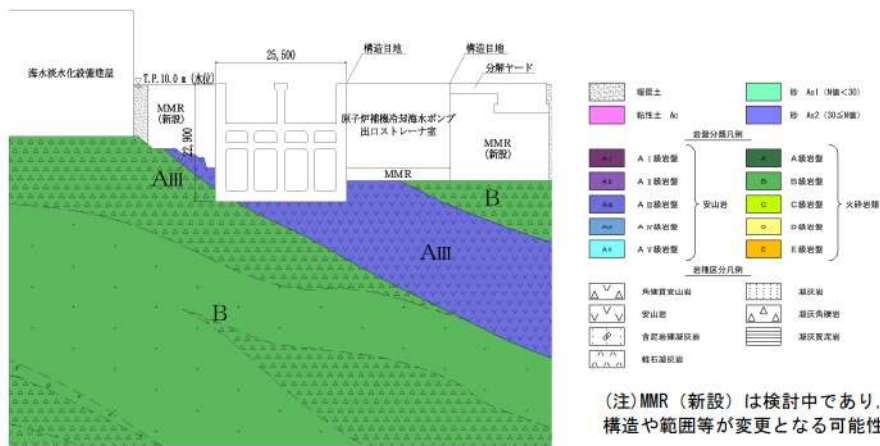 25,500
構造目地
構造目地
分解ヤード
海水淡水化設備建屋
T.P.10.0 m (水位)
MMR
(新設)
22,900
原子炉補機冷却海水ポンプ
出口ストレーナ室
MMR
(新設)
MMR
AIII
B
AIII
B
埋戻土
砂 As1 (N値<30)
粘性土 Ac
砂 As2 (30≦N値)
岩盤分類凡例
AⅠ級岩盤
A A級岩盤
AⅡ級岩盤
B B級岩盤
AⅢ級岩盤
安山岩
C C級岩盤
火砕岩類
AⅣ級岩盤
D D級岩盤
AⅤ級岩盤
E E級岩盤
岩種区分凡例
角礫質安山岩
凝灰岩
安山岩
凝灰角礫岩
含泥岩礫凝灰岩
凝灰質泥岩
軽石凝灰岩
(注)MMR(新設)は検討中であり,
構造や範囲等が変更となる可能性